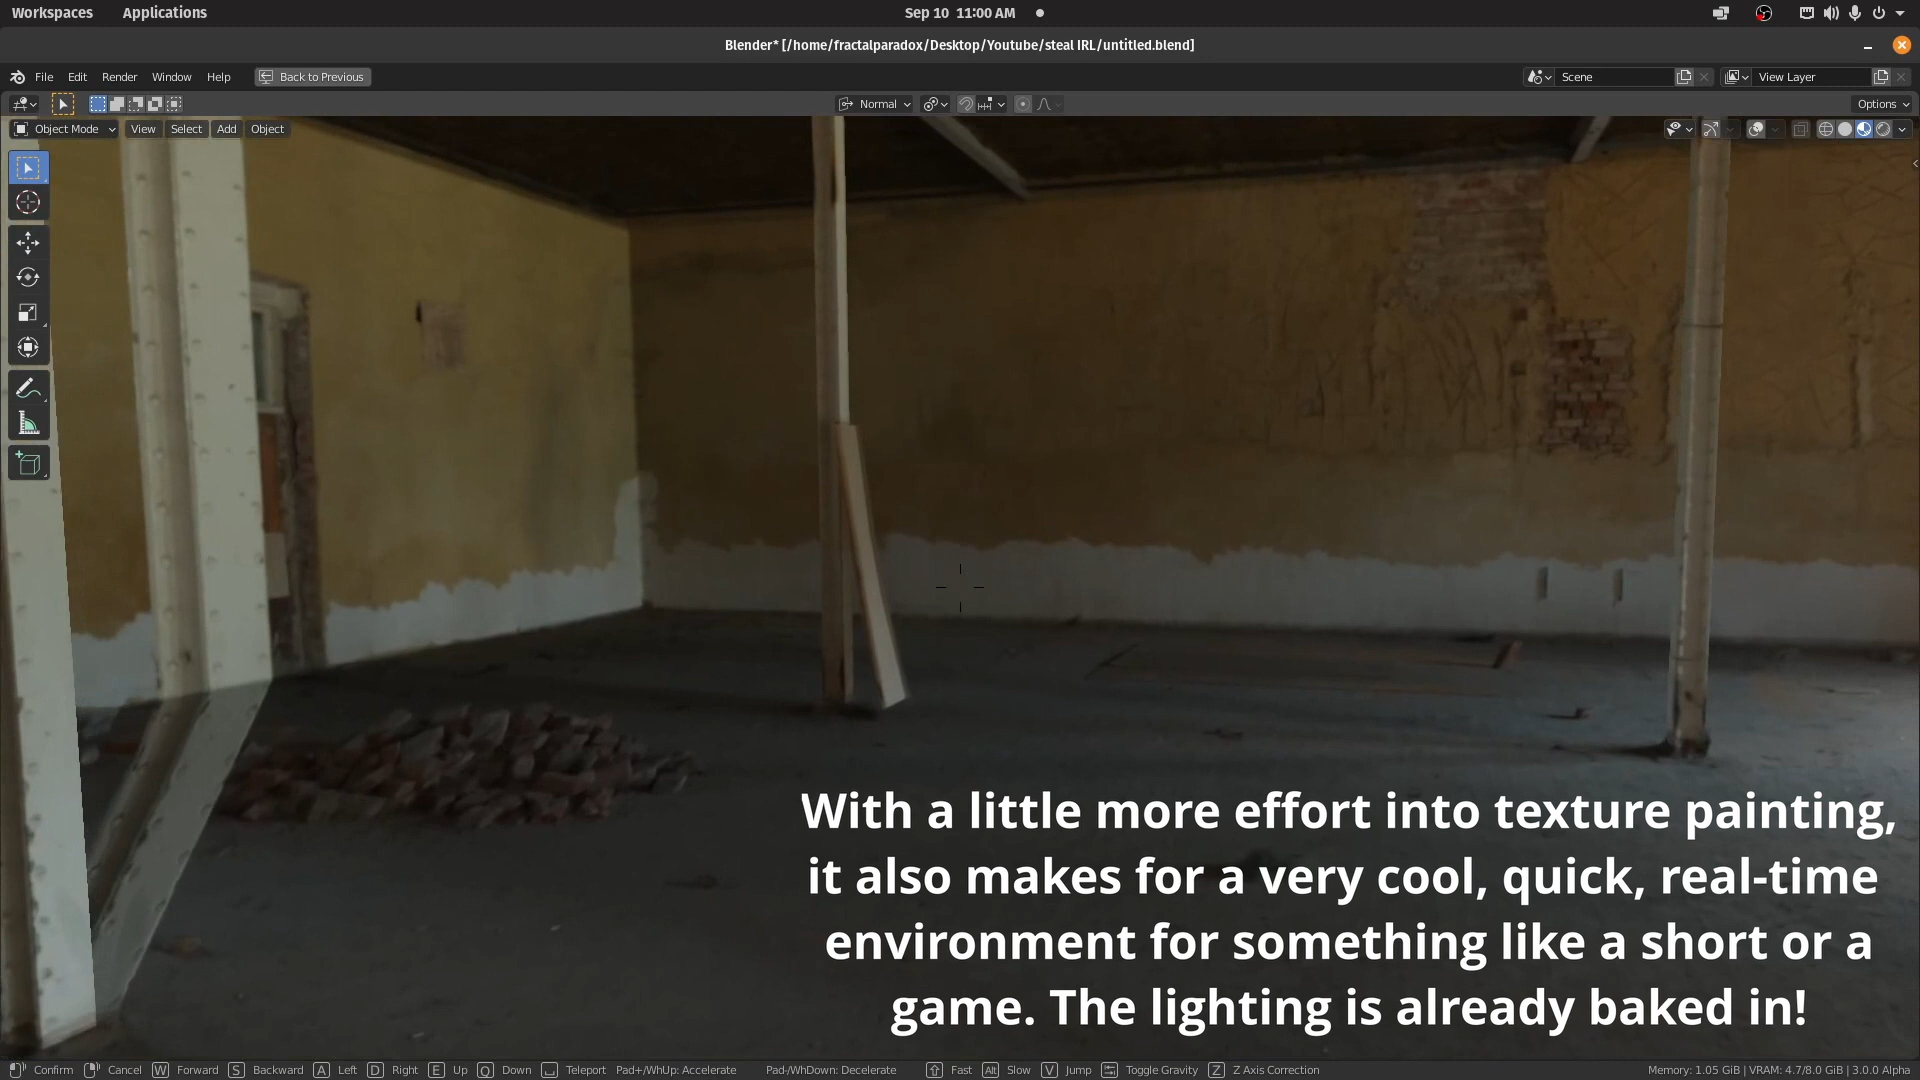 Workspaces Applications Sep 10 11:00 AM
Blender* [/home/fractalparadox/Desktop/Youtube/steal IRL/untitled.blend]
File Edit Render Window Help Back to Previous Scene View Layer
Normal Options
Object Mode View Select Add Object
With a little more effort into texture painting,
it also makes for a very cool, quick, real-time
environment for something like a short or a
game. The lighting is already baked in!
Confirm Cancel W Forward S Backward A Left D Right E Up Q Down Teleport Pad+/WhUp: Accelerate Pad-/WhDown: Decelerate Fast Alt Slow V Jump Toggle Gravity Z Z Axis Correction Memory: 1.05 GiB | VRAM: 4.7/8.0 GiB | 3.0.0 Alpha